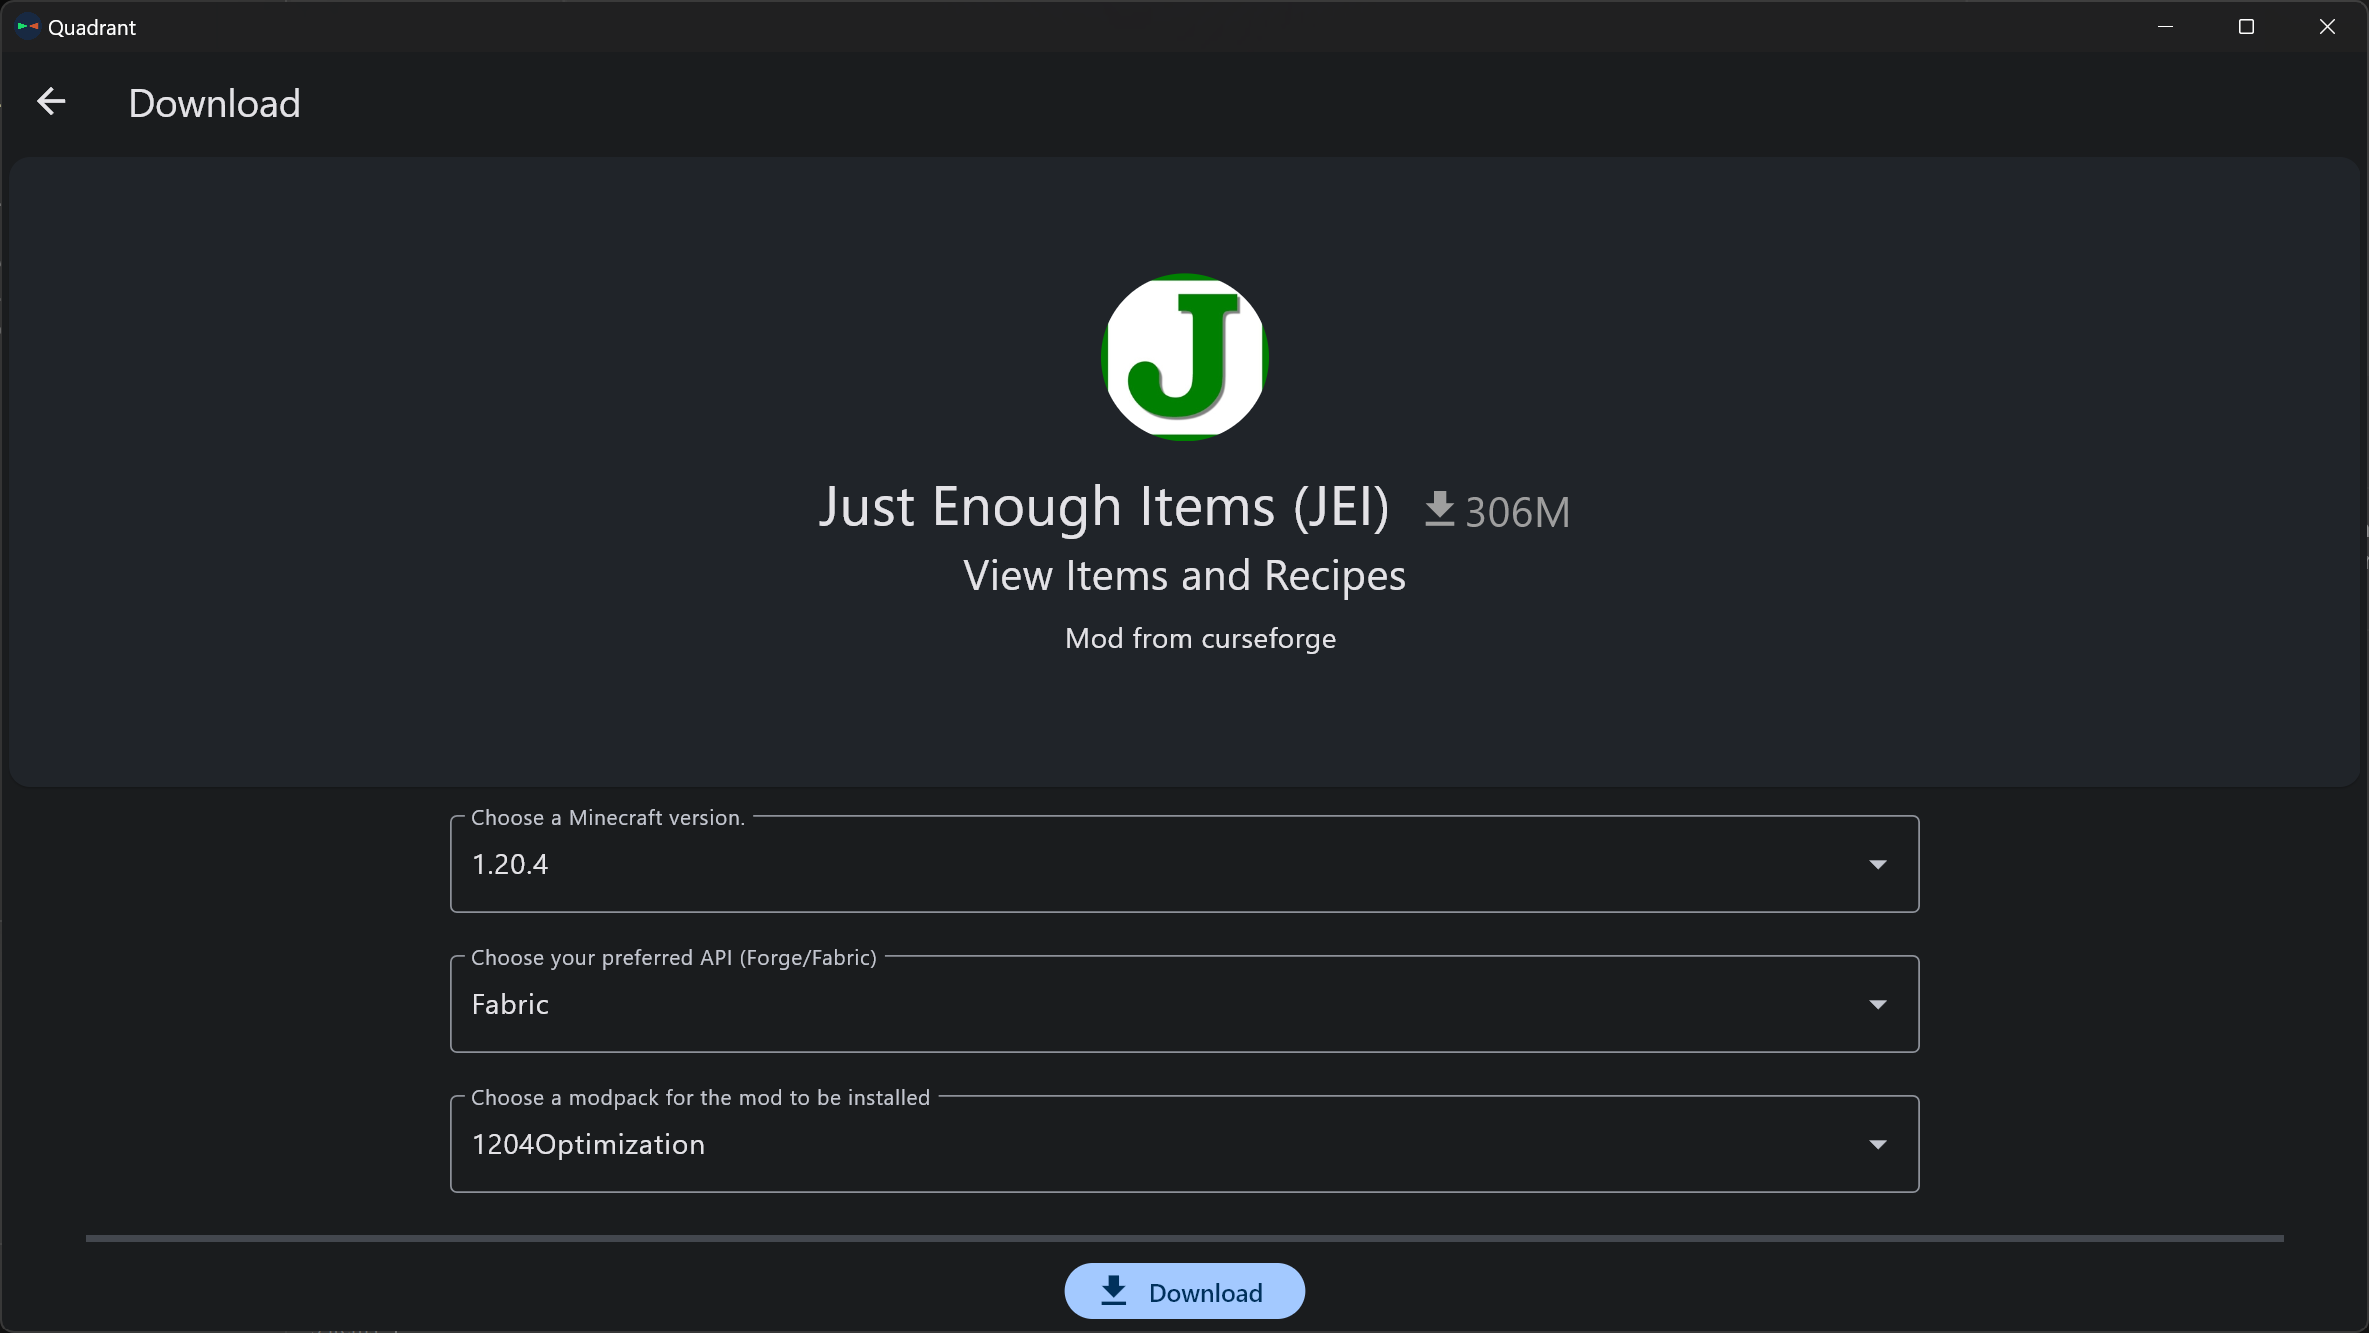 Quadrant
Download
J
Just Enough Items (JEI) 306M
View Items and Recipes
Mod from curseforge
Choose a Minecraft version.
1.20.4
Choose your preferred API (Forge/Fabric)
Fabric
Choose a modpack for the mod to be installed
1204Optimization
Download